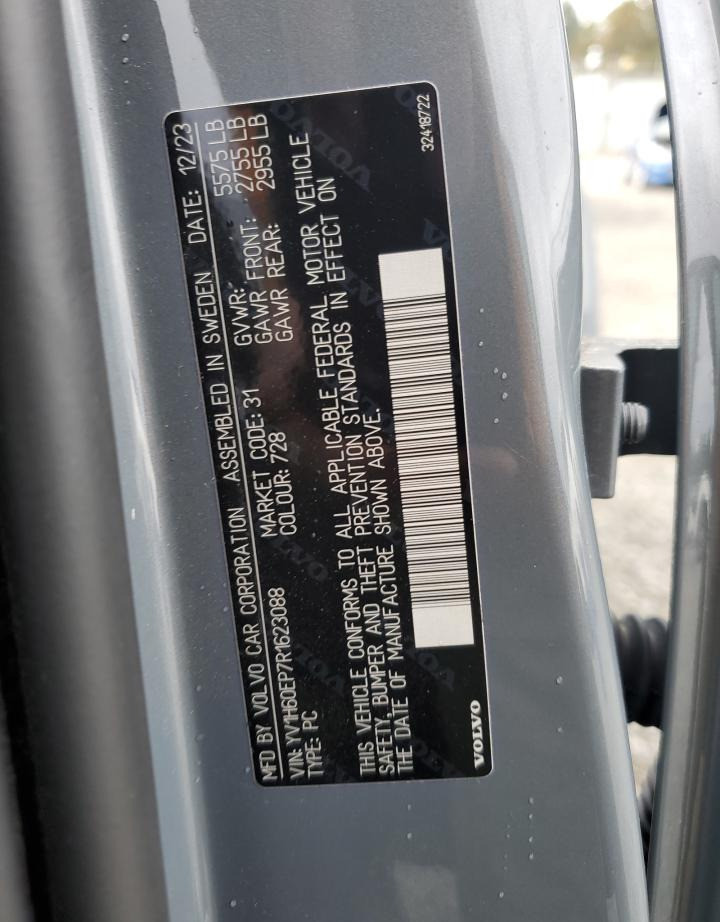 MFD BY VOLVO CAR CORPORATION ASSEMBLED IN SWEDEN DATE: 12/23
VIN: YV1H60EP7R1623088 MARKET CODE: 31 GVWR: 5575 LB
TYPE: PC COLOUR: 728 GAWR FRONT: 2755 LB
GAWR REAR: 2955 LB
THIS VEHICLE CONFORMS TO ALL APPLICABLE FEDERAL MOTOR VEHICLE
SAFETY, BUMPER AND THEFT PREVENTION STANDARDS IN EFFECT ON
THE DATE OF MANUFACTURE SHOWN ABOVE.
VOLVO
32418722